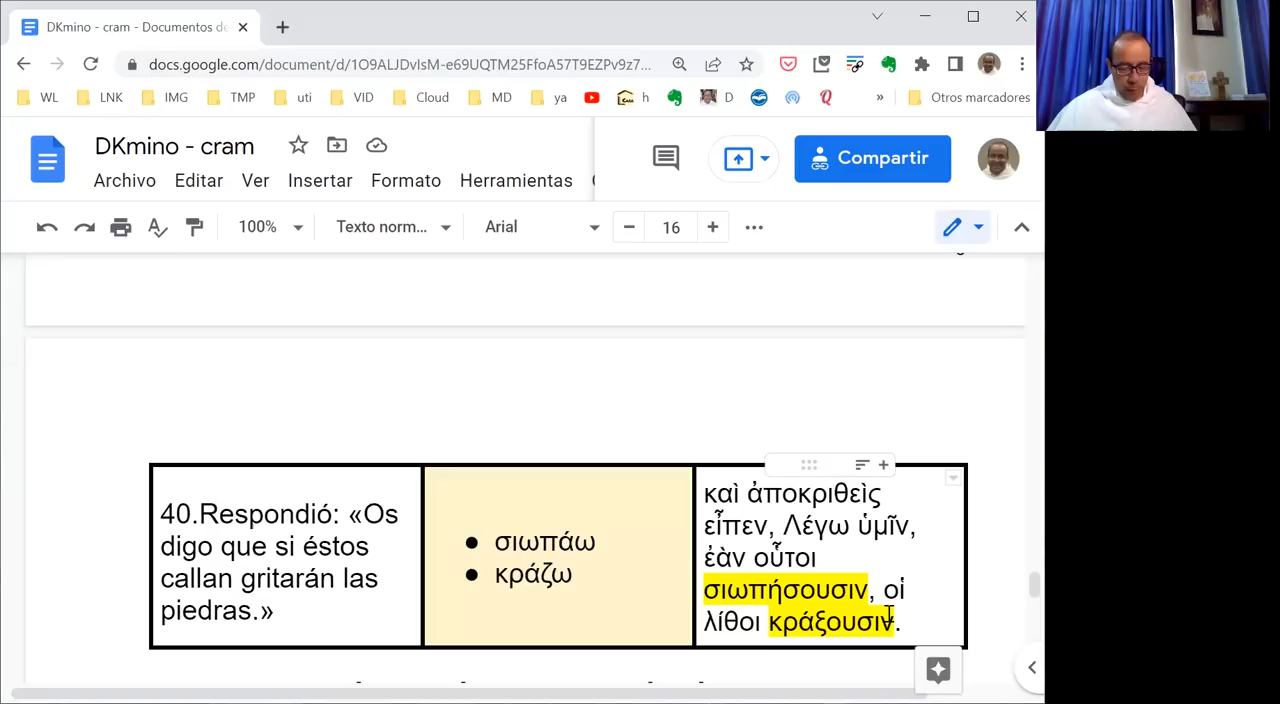 DKmino - cram - Documentos de
docs.google.com/document/d/1O9ALJDvIsM-e69UQTM25FfoA57T9EZPv9z7...
WL LNK IMG TMP uti VID Cloud MD ya h D » Otros marcadores
DKmino - cram
Compartir
Archivo Editar Ver Insertar Formato Herramientas
100% Texto norm... Arial 16
40.Respondió: «Os
digo que si éstos
callan gritarán las
piedras.»
● σιωπάω
● κράζω
καὶ ἀποκριθεὶς
εἶπεν, Λέγω ὑμῖν,
ἐὰν οὗτοι
σιωπήσουσιν, οἱ
λίθοι κράξουσιν.